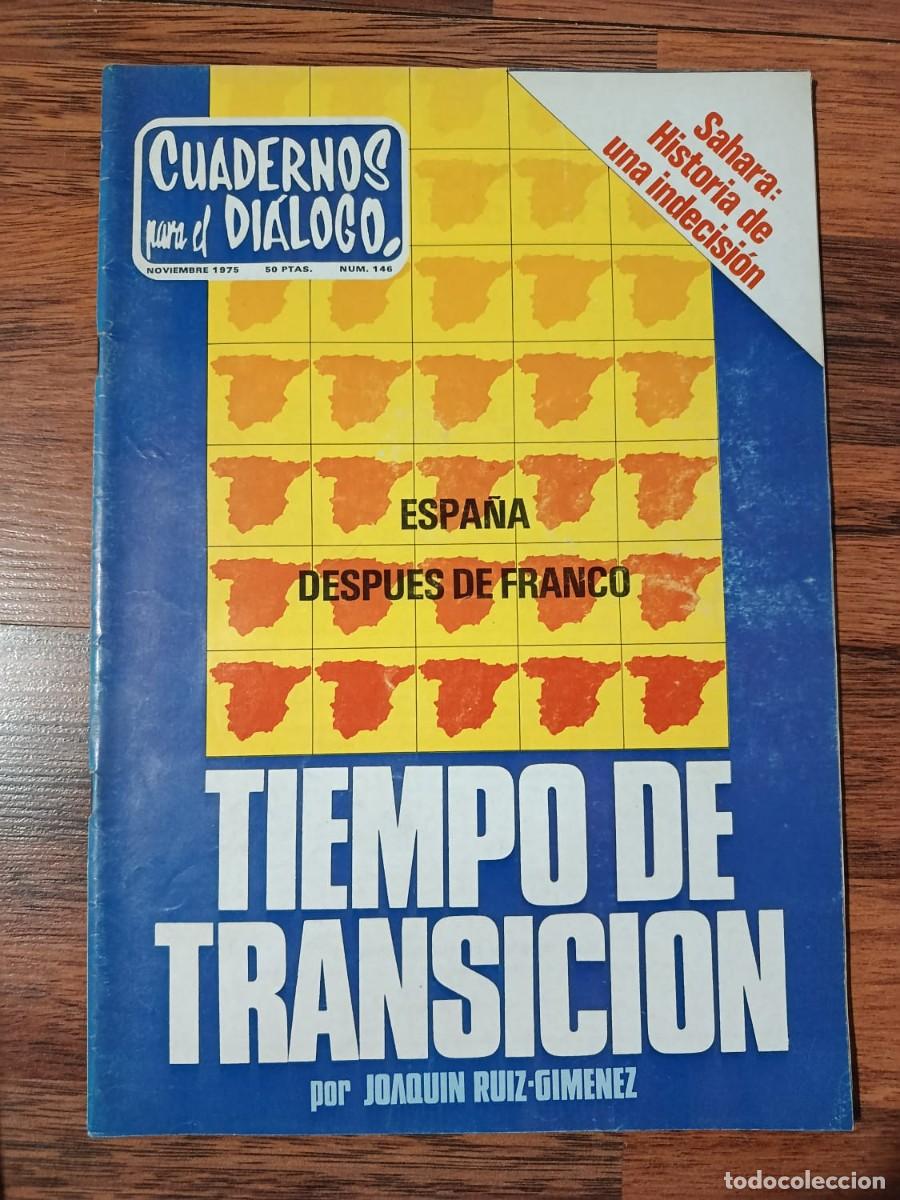 CUADERNOS
para el DIÁLOGO.
NOVIEMBRE 1975 50 PTAS. NUM. 146
Sahara:
Historia de
una indecisión
ESPAÑA
DESPUES DE FRANCO
TIEMPO DE
TRANSICION
por JOAQUIN RUIZ-GIMENEZ
todocoleccion